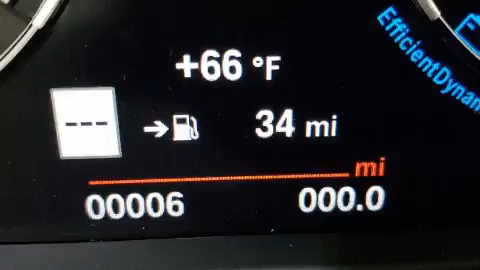 +66 °F
---
34 mi
mi
00006 000.0
EfficientDynam